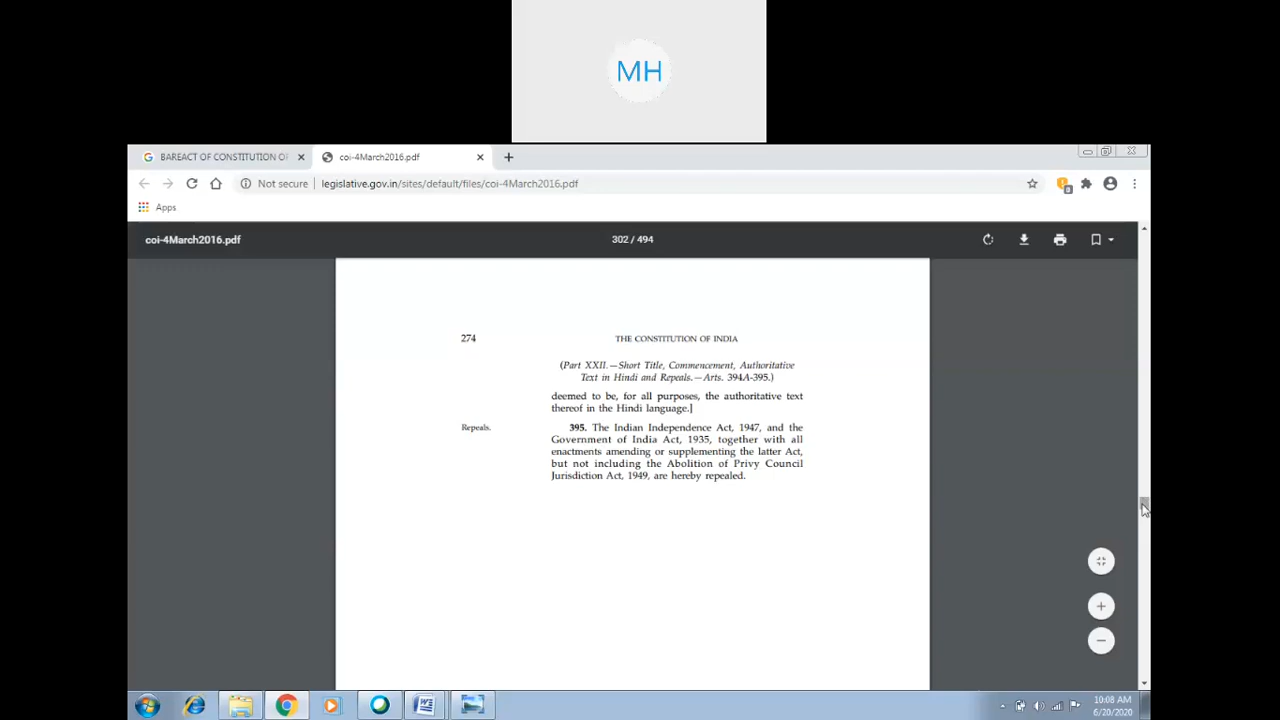 MH
BAREACT OF CONSTITUTION OF
coi-4March2016.pdf
Not secure
legislative.gov.in/sites/default/files/coi-4March2016.pdf
Apps
coi-4March2016.pdf
302 / 494
274
THE CONSTITUTION OF INDIA
(Part XXII.—Short Title, Commencement, Authoritative
Text in Hindi and Repeals.—Arts. 394A-395.)
deemed to be, for all purposes, the authoritative text
thereof in the Hindi language.]
Repeals.
395. The Indian Independence Act, 1947, and the
Government of India Act, 1935, together with all
enactments amending or supplementing the latter Act,
but not including the Abolition of Privy Council
Jurisdiction Act, 1949, are hereby repealed.
10:08 AM
6/20/2020